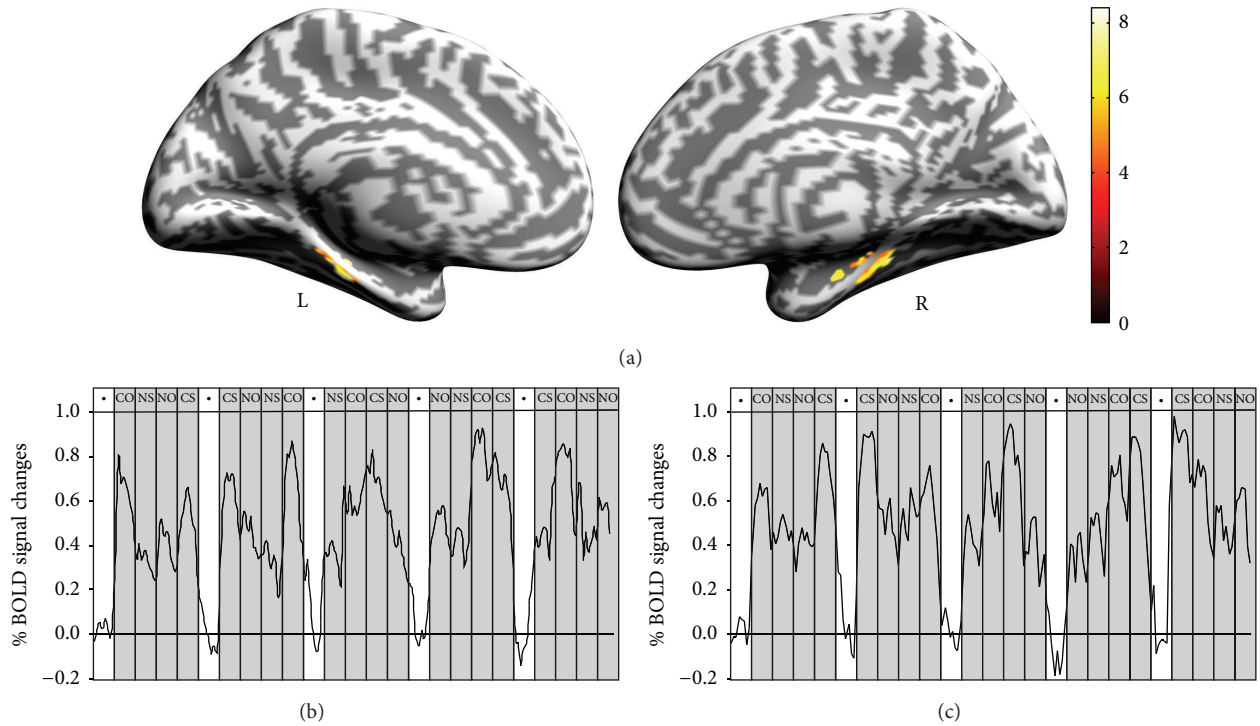 8
6
4
2
0
L
R
(a)
• CO NS NO CS • CS NO NS CO • NS CO CS NO • NO NS CO CS • CS CO NS NO
1.0
0.8
0.6
0.4
0.2
0.0
−0.2
% BOLD signal changes
(b)
• CO NS NO CS • CS NO NS CO • NS CO CS NO • NO NS CO CS • CS CO NS NO
1.0
0.8
0.6
0.4
0.2
0.0
−0.2
% BOLD signal changes
(c)